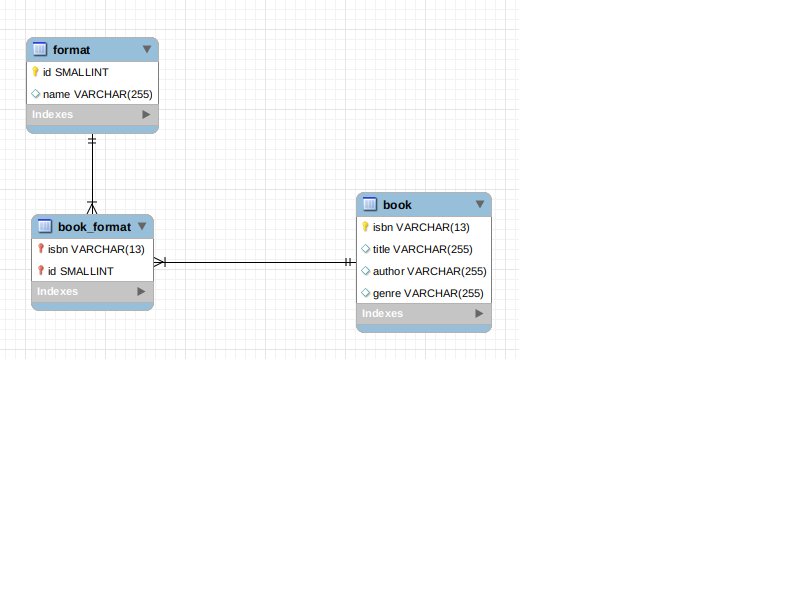 format
id SMALLINT
name VARCHAR(255)
Indexes
book_format
isbn VARCHAR(13)
id SMALLINT
Indexes
book
isbn VARCHAR(13)
title VARCHAR(255)
author VARCHAR(255)
genre VARCHAR(255)
Indexes